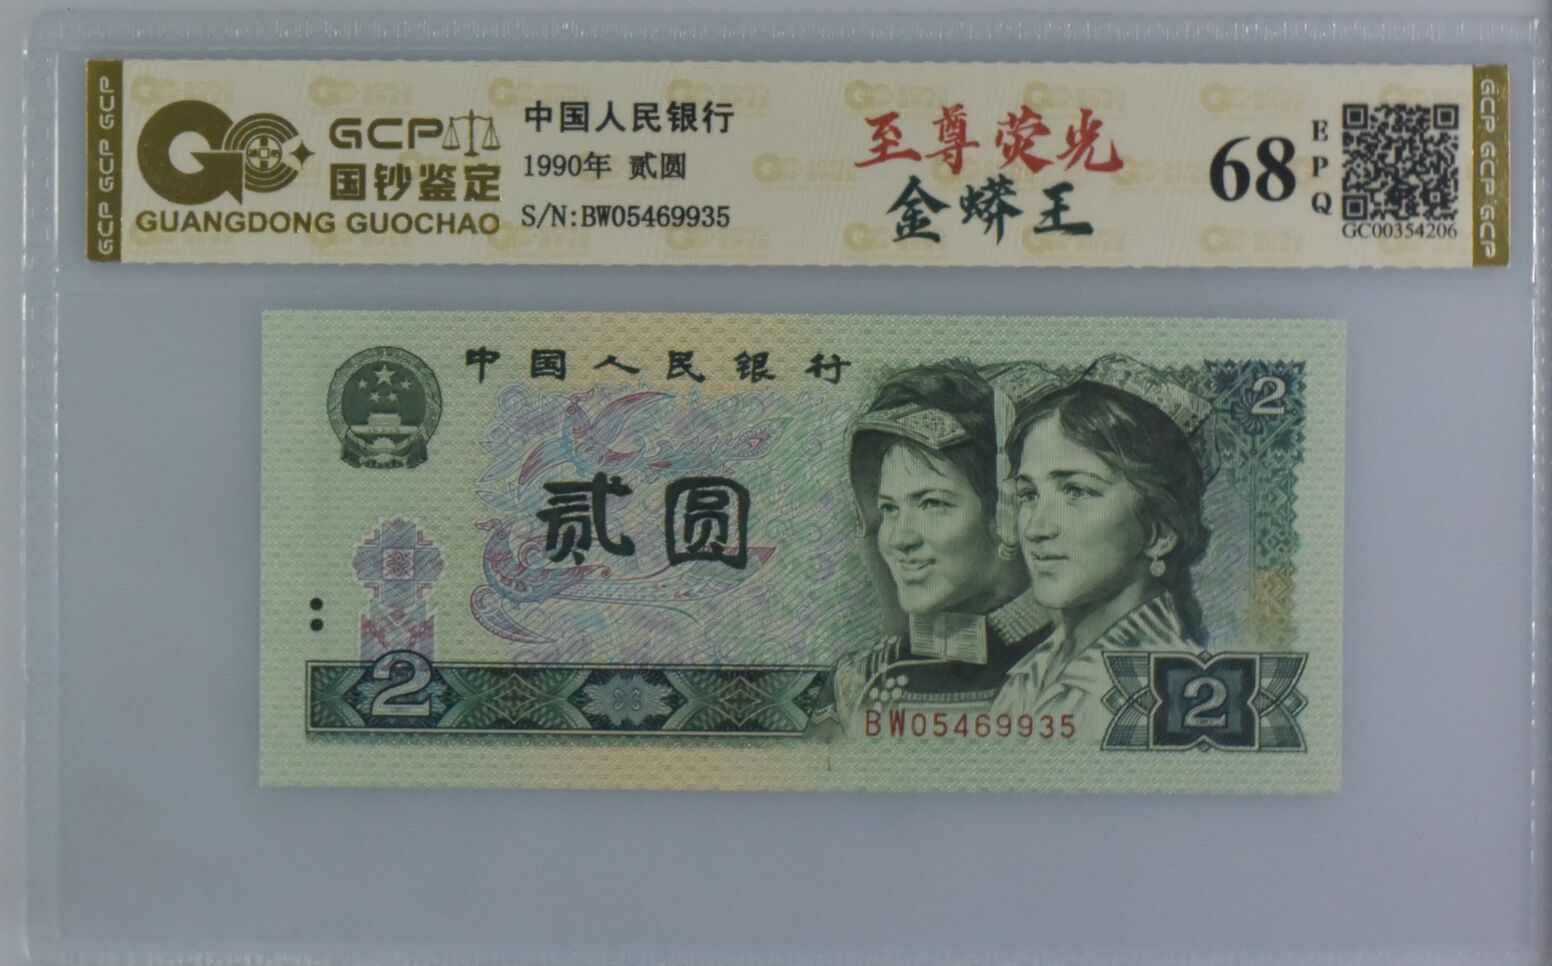 GCP GCP GCP
GCP
国钞鉴定
GUANGDONG GUOCHAO
中国人民银行
1990年 贰圆
S/N:BW05469935
至尊荧光
金蟒王
68
EPQ
GC00354206
GCP GCP GCP
中国人民银行
2
贰圆
2
2
BW05469935